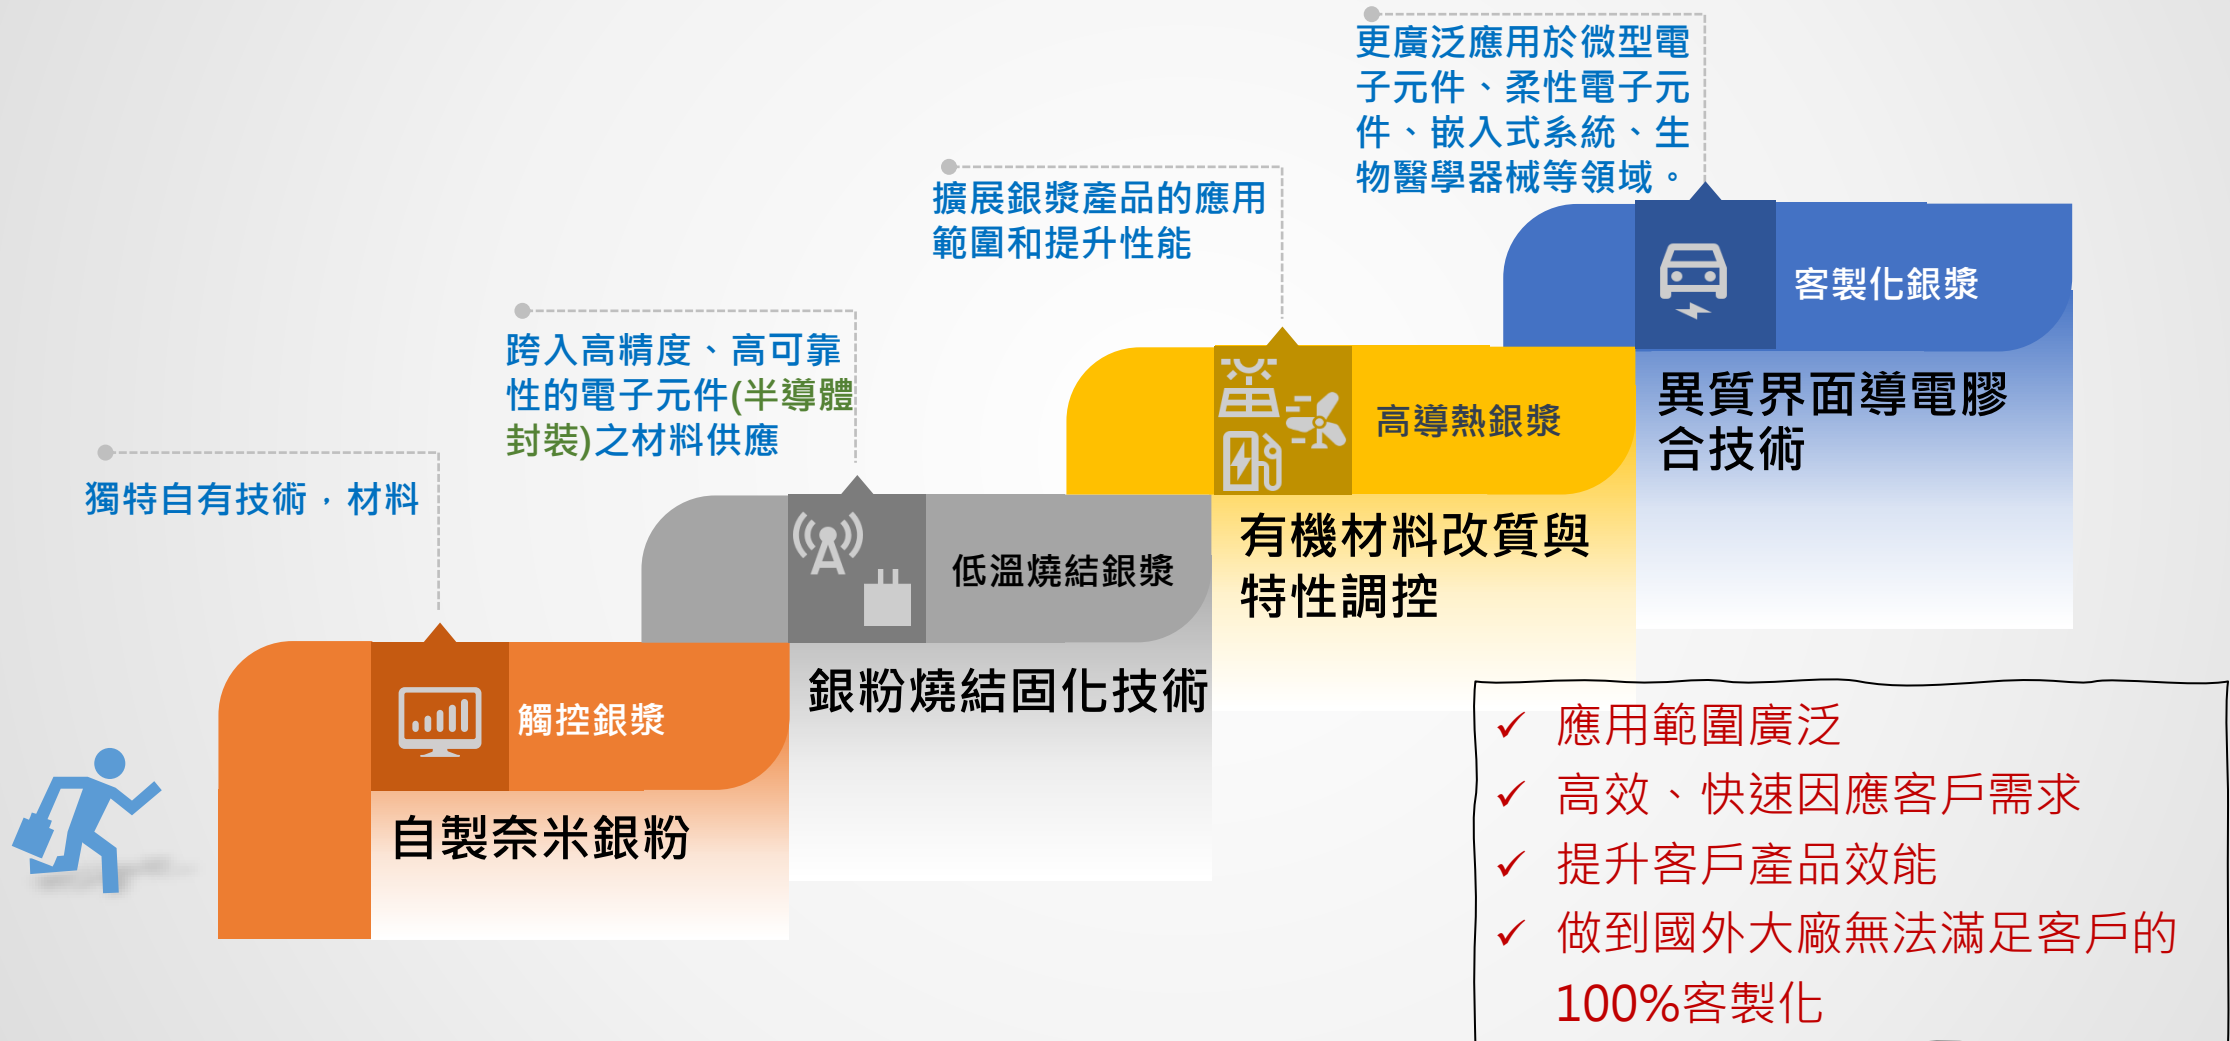 更廣泛應用於微型電
子元件、柔性電子元
件、嵌入式系統、生
物醫學器械等領域。
擴展銀漿產品的應用
範圍和提升性能
跨入高精度、高可靠
性的電子元件(半導體
封裝)之材料供應
獨特自有技術，材料
客製化銀漿
異質界面導電膠
合技術
高導熱銀漿
有機材料改質與
特性調控
低溫燒結銀漿
銀粉燒結固化技術
觸控銀漿
自製奈米銀粉
✓ 應用範圍廣泛
✓ 高效、快速因應客戶需求
✓ 提升客戶產品效能
✓ 做到國外大廠無法滿足客戶的
100%客製化